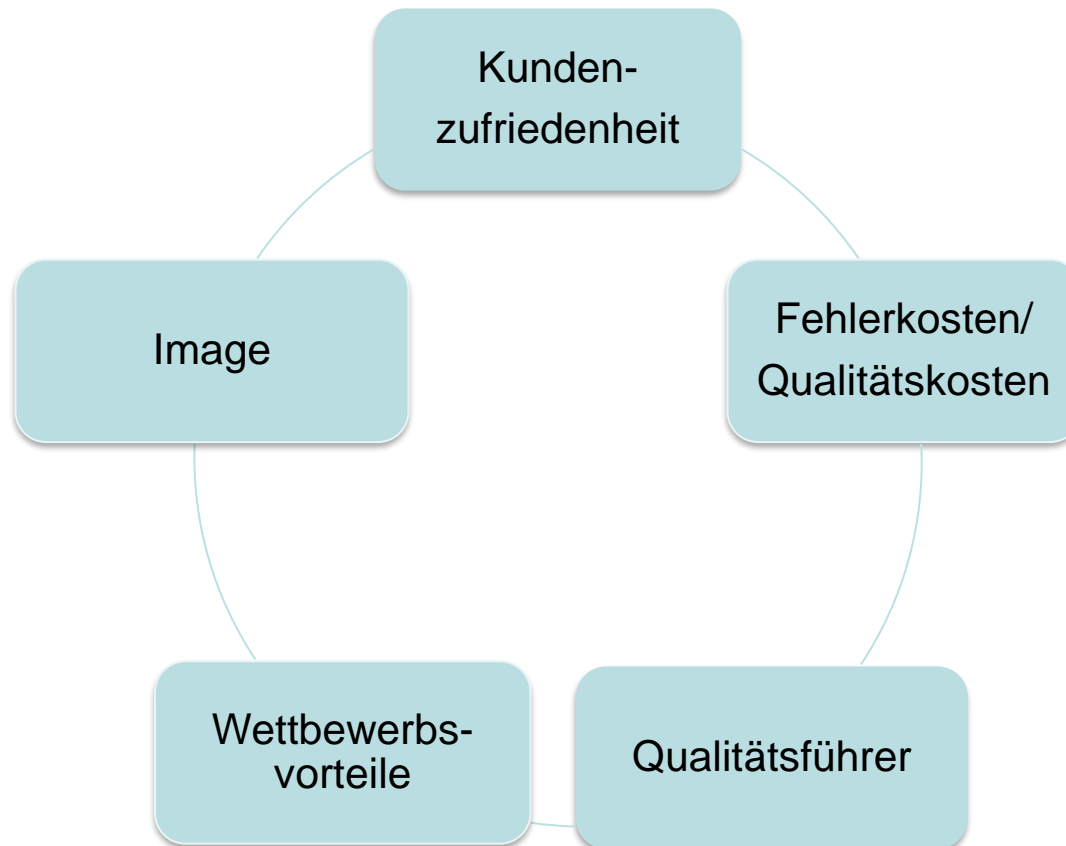 Kunden-
zufriedenheit
Fehlerkosten/
Qualitätskosten
Image
Wettbewerbs-
vorteile
Qualitätsführer